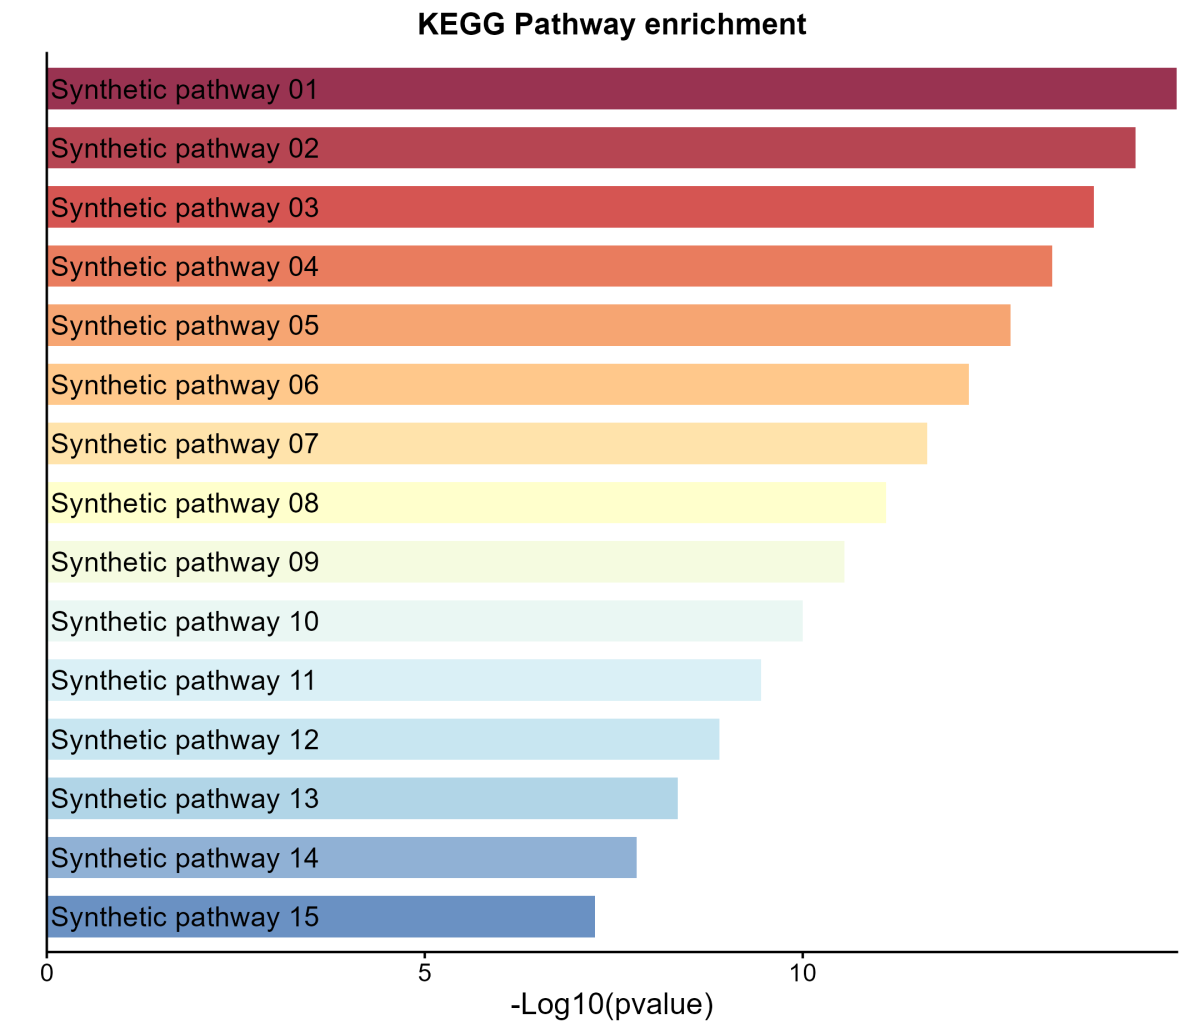 KEGG Pathway enrichment
Synthetic pathway 01
Synthetic pathway 02
Synthetic pathway 03
Synthetic pathway 04
Synthetic pathway 05
Synthetic pathway 06
Synthetic pathway 07
Synthetic pathway 08
Synthetic pathway 09
Synthetic pathway 10
Synthetic pathway 11
Synthetic pathway 12
Synthetic pathway 13
Synthetic pathway 14
Synthetic pathway 15
0 5 10
-Log10(pvalue)